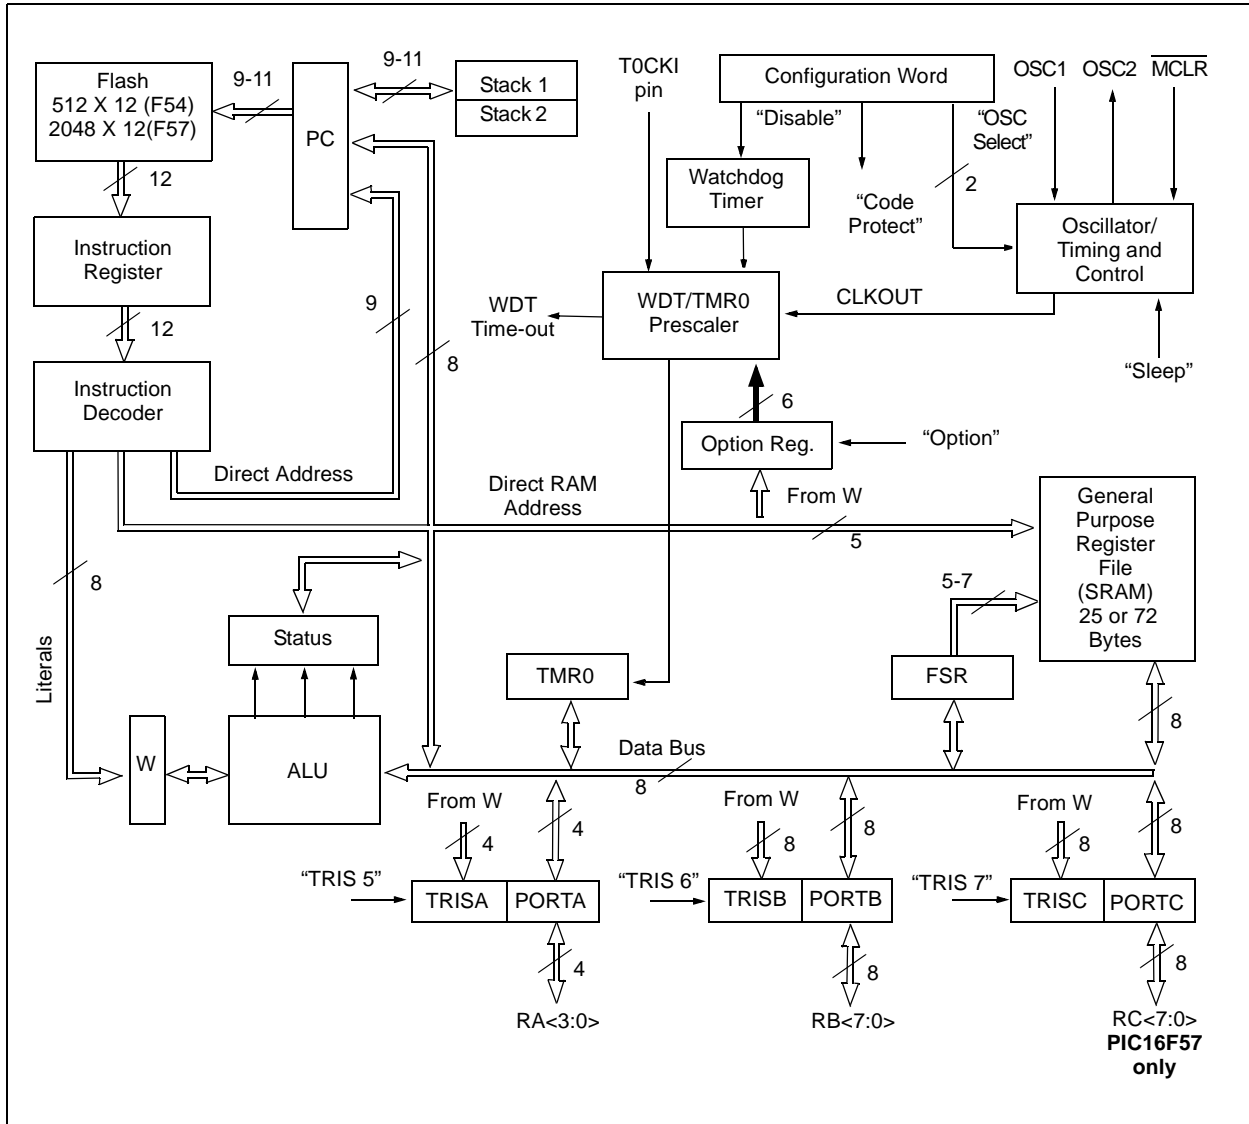 9-11
Flash
512 X 12 (F54)
2048 X 12(F57)
9-11
PC
Stack 1
Stack 2
T0CKI
pin
Configuration Word
OSC1
OSC2
MCLR
“Disable”
“OSC
Select”
2
“Code
Protect”
Watchdog
Timer
12
Instruction
Register
12
Instruction
Decoder
9
8
WDT
Time-out
WDT/TMR0
Prescaler
CLKOUT
Oscillator/
Timing and
Control
“Sleep”
6
Option Reg.
“Option”
From W
Direct Address
Direct RAM
Address
5
General
Purpose
Register
File
(SRAM)
25 or 72
Bytes
5-7
8
Literals
Status
TMR0
FSR
8
W
ALU
Data Bus
8
From W
4
4
“TRIS 5”
TRISA
PORTA
4
RA<3:0>
From W
8
8
“TRIS 6”
TRISB
PORTB
8
RB<7:0>
From W
8
8
“TRIS 7”
TRISC
PORTC
8
RC<7:0>
PIC16F57
only